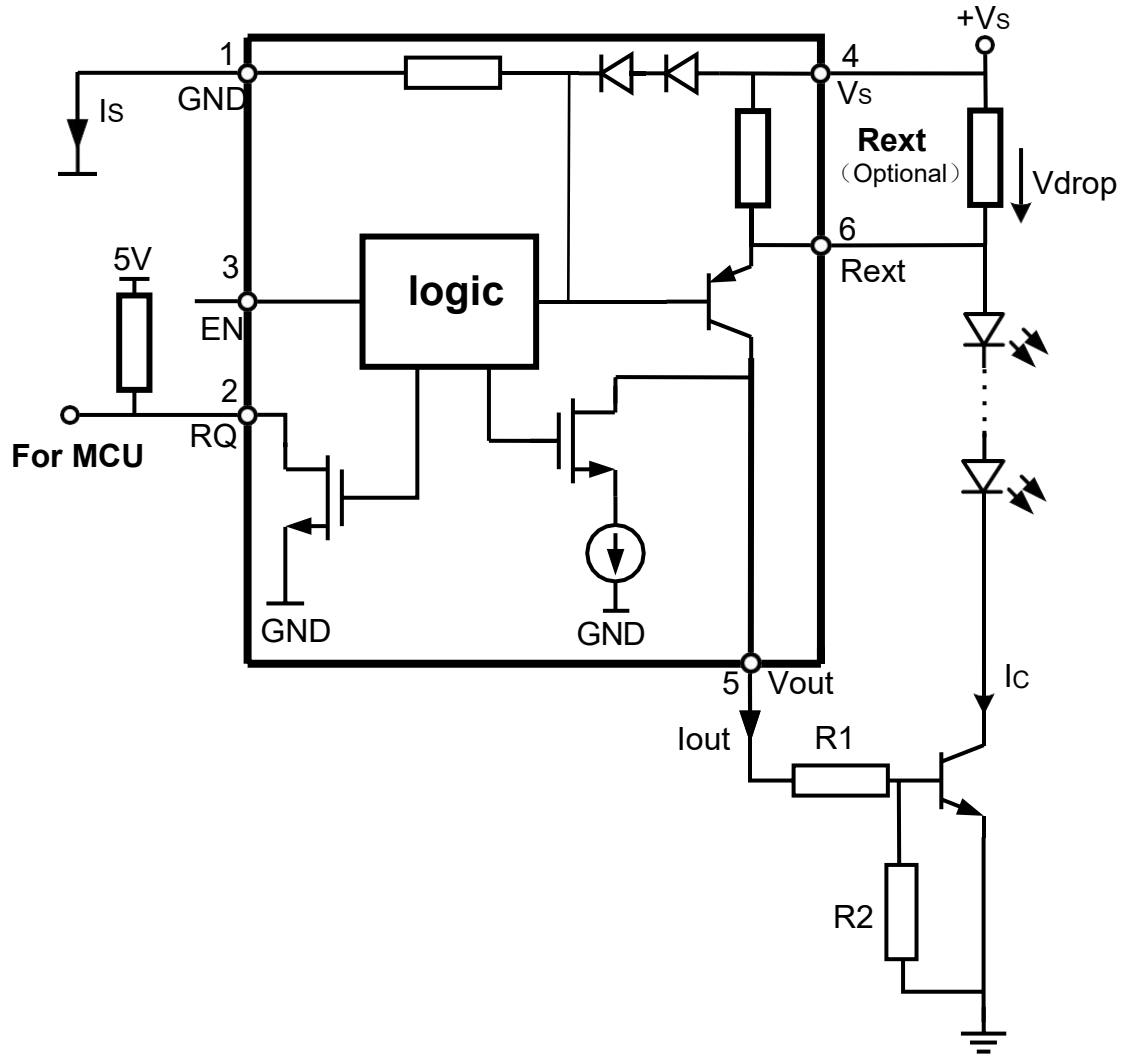 +Vs
1
4
GND
Vs
Is
Rext
（Optional）
Vdrop
6
Rext
5V
3
logic
EN
2
RQ
For MCU
GND
GND
5
Vout
Ic
Iout
R1
R2